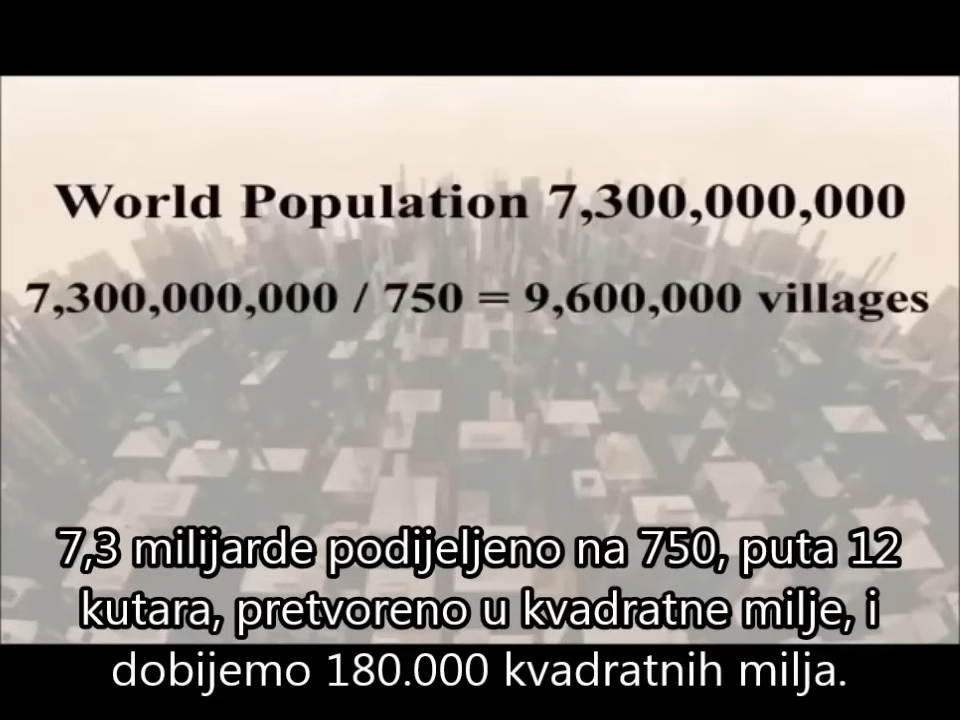 World Population 7,300,000,000
7,300,000,000 / 750 = 9,600,000 villages
7,3 milijarde podijeljeno na 750, puta 12
kutara, pretvoreno u kvadratne milje, i
dobijemo 180.000 kvadratnih milja.